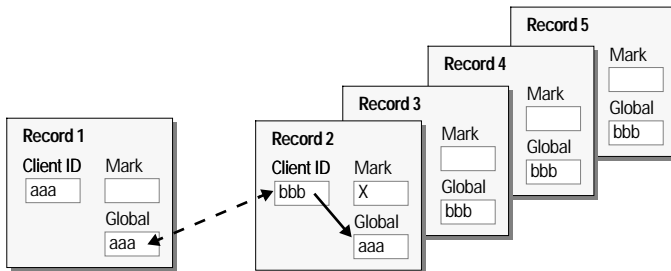 Record 1
Client ID Mark
aaa
Global
aaa
Record 2
Client ID Mark
bbb X
Global
aaa
Record 3
Mark
Global
bbb
Record 4
Mark
Global
bbb
Record 5
Mark
Global
bbb